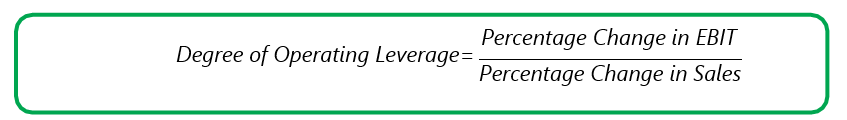 Degree of Operating Leverage= Percentage Change in EBIT
Percentage Change in Sales